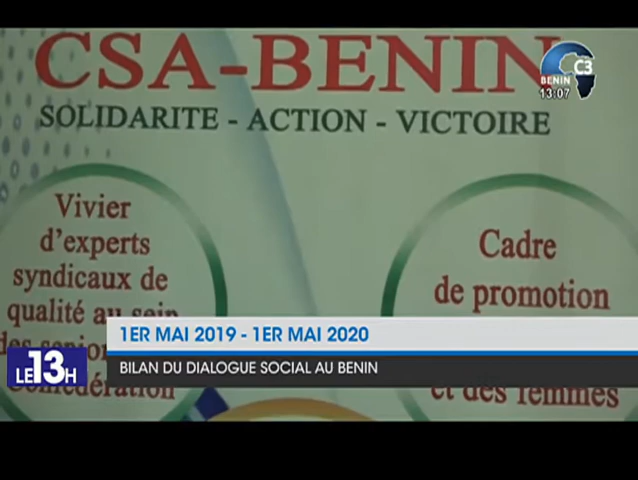 CSA-BENIN
SOLIDARITE - ACTION - VICTOIRE
C3
BENIN
13:07
Vivier
d'experts
syndicaux de
qualité au sein
des
Cadre
de promotion
et des femmes
1ER MAI 2019 - 1ER MAI 2020
BILAN DU DIALOGUE SOCIAL AU BENIN
LE 13H